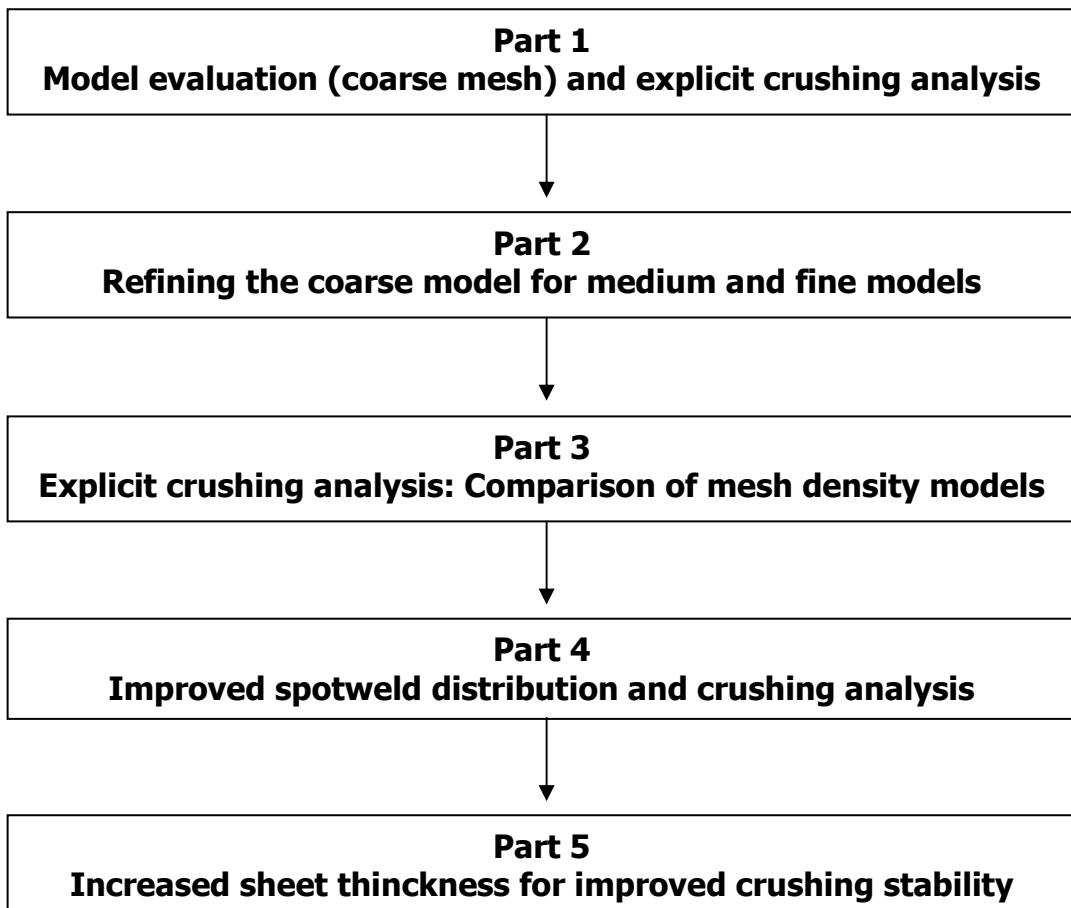 Part 1
Model evaluation (coarse mesh) and explicit crushing analysis
Part 2
Refining the coarse model for medium and fine models
Part 3
Explicit crushing analysis: Comparison of mesh density models
Part 4
Improved spotweld distribution and crushing analysis
Part 5
Increased sheet thinckness for improved crushing stability